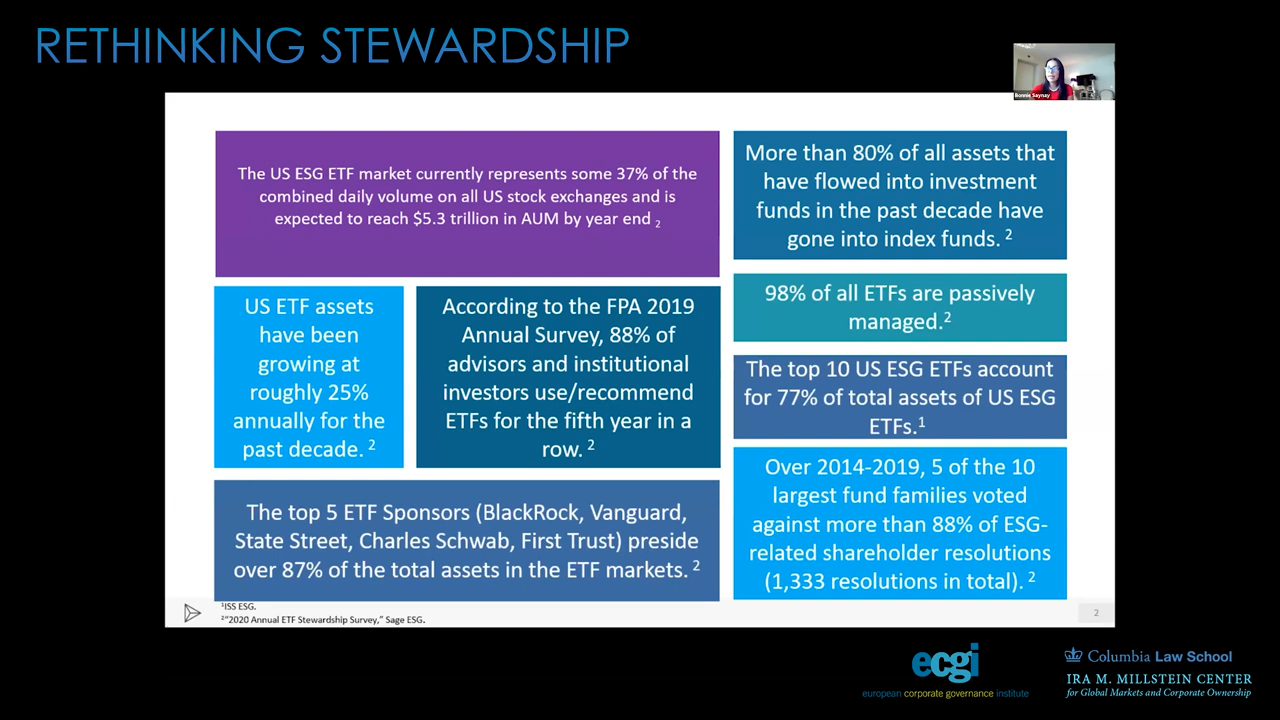 RETHINKING STEWARDSHIP
Bonnie Saynay
The US ESG ETF market currently represents some 37% of the
combined daily volume on all US stock exchanges and is
expected to reach $5.3 trillion in AUM by year end 2
More than 80% of all assets that
have flowed into investment
funds in the past decade have
gone into index funds. 2
US ETF assets
have been
growing at
roughly 25%
annually for the
past decade. 2
According to the FPA 2019
Annual Survey, 88% of
advisors and institutional
investors use/recommend
ETFs for the fifth year in a
row. 2
98% of all ETFs are passively
managed.2
The top 10 US ESG ETFs account
for 77% of total assets of US ESG
ETFs.1
The top 5 ETF Sponsors (BlackRock, Vanguard,
State Street, Charles Schwab, First Trust) preside
over 87% of the total assets in the ETF markets. 2
Over 2014-2019, 5 of the 10
largest fund families voted
against more than 88% of ESG-
related shareholder resolutions
(1,333 resolutions in total). 2
1ISS ESG.
2"2020 Annual ETF Stewardship Survey," Sage ESG.
2
ecgi
european corporate governance institute
Columbia Law School
IRA M. MILLSTEIN CENTER
for Global Markets and Corporate Ownership